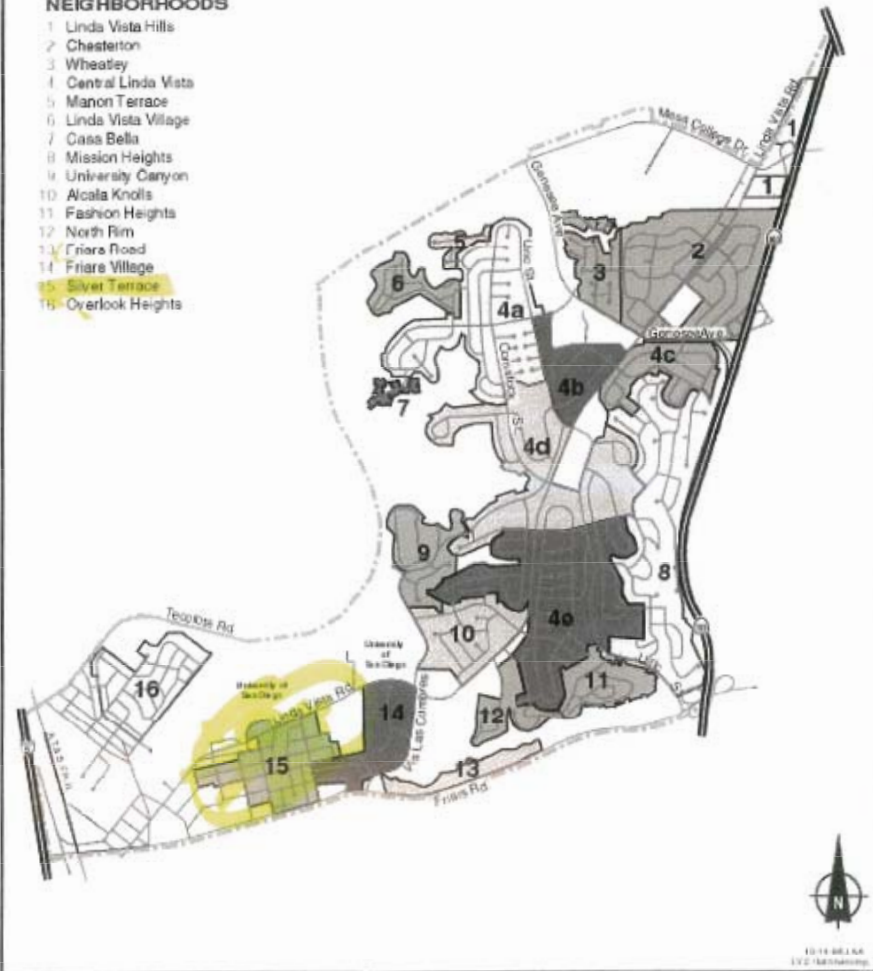 NEIGHBORHOODS
1 Linda Vista Hills
2 Chesterton
3 Wheatley
4 Central Linda Vista
5 Manon Terrace
6 Linda Vista Village
7 Casa Bella
8 Mission Heights
9 University Canyon
10 Alcala Knolls
11 Fashion Heights
12 North Rim
13 Friars Road
14 Friars Village
15 Silver Terrace
16 Overlook Heights
Linda Vista Rd
Mesa College Dr
1
1
Genesee Ave
2
5
Ulric St
3
6
4a
Genesee Ave
4c
Comstock St
4b
7
4d
9
8
4e
Tecolote Rd
10
University
of
San Diego
Ulric St
16
11
University of
San Diego
Linda Vista Rd
14
12
Via Las Cumbres
15
13
Friars Rd
N